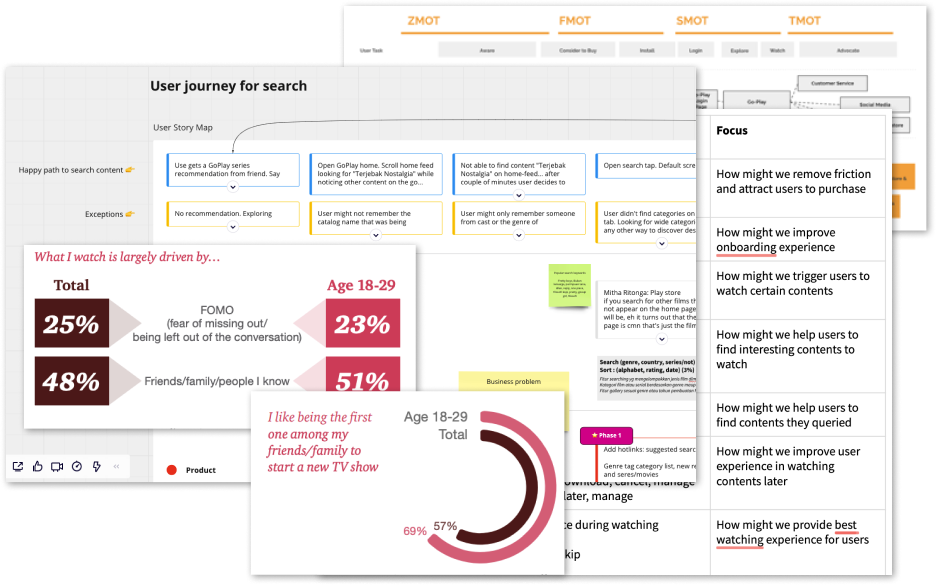 ZMOT
FMOT
SMOT
TMOT
User Task
Aware
Consider to Buy
Install
Login
Explore
Watch
Advocate
Customer Service
Go-Play
Social Media
User journey for search
User Story Map
Happy path to search content 👉
Use gets a GoPlay series
recommendation from friend. Say
Open GoPlay home. Scroll home feed
looking for "Terjebak Nostalgia" while
noticing other content on the go...
Not able to find content "Terjebak
Nostalgia" on home-feed... after
couple of minutes user decides to
Open search tap. Default scre
Exceptions 👉
No recommendation. Exploring
User might not remember the
catalog name that was being
User might only remember someone
from cast or the genre of
User didn't find categories on
tab. Looking for wide categori
any other way to discover des
Mitha Ritonga: Play store
if you search for other films th
not appear on the home page
will be, eh it turns out that the
page is cmn that's just the film
Search (genre, country, series/not)
Sort : (alphabet, rating, date) (3%)
Business problem
⭐ Phase 1
Add hotlinks: suggested searc
Genre tag category list, new re
and seres/movies
Product
What I watch is largely driven by...
Total
Age 18-29
25%
FOMO
(fear of missing out/
being left out of the conversation)
23%
48%
Friends/family/people I know
51%
I like being the first
one among my
friends/family to
start a new TV show
Age 18-29
Total
69%
57%
Focus
How might we remove friction
and attract users to purchase
How might we improve
onboarding experience
How might we trigger users to
watch certain contents
How might we help users to
find interesting contents to
watch
How might we help users to
find contents they queried
How might we improve user
experience in watching
contents later
How might we provide best
watching experience for users
download, cancel, manage
later, manage
ce during watching
kip